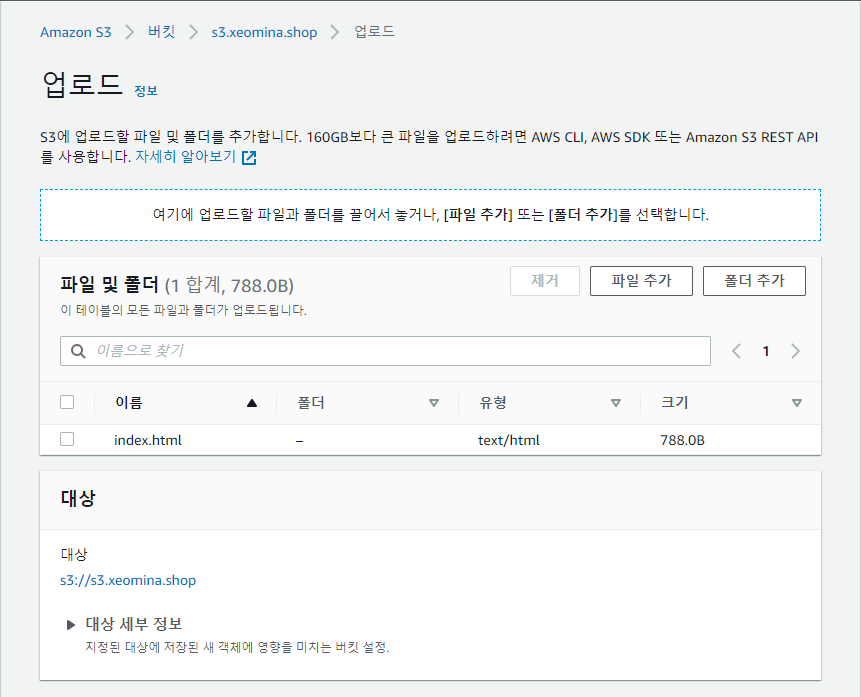 Amazon S3 > 버킷 > s3.xeomina.shop > 업로드
업로드 정보
S3에 업로드할 파일 및 폴더를 추가합니다. 160GB보다 큰 파일을 업로드하려면 AWS CLI, AWS SDK 또는 Amazon S3 REST API
를 사용합니다. 자세히 알아보기
여기에 업로드할 파일과 폴더를 끌어서 놓거나, [파일 추가] 또는 [폴더 추가]를 선택합니다.
파일 및 폴더 (1 합계, 788.0B) 제거 파일 추가 폴더 추가
이 테이블의 모든 파일과 폴더가 업로드됩니다.
이름으로 찾기 1
이름 폴더 유형 크기
index.html – text/html 788.0B
대상
대상
s3://s3.xeomina.shop
대상 세부 정보
지정된 대상에 저장된 새 객체에 영향을 미치는 버킷 설정.